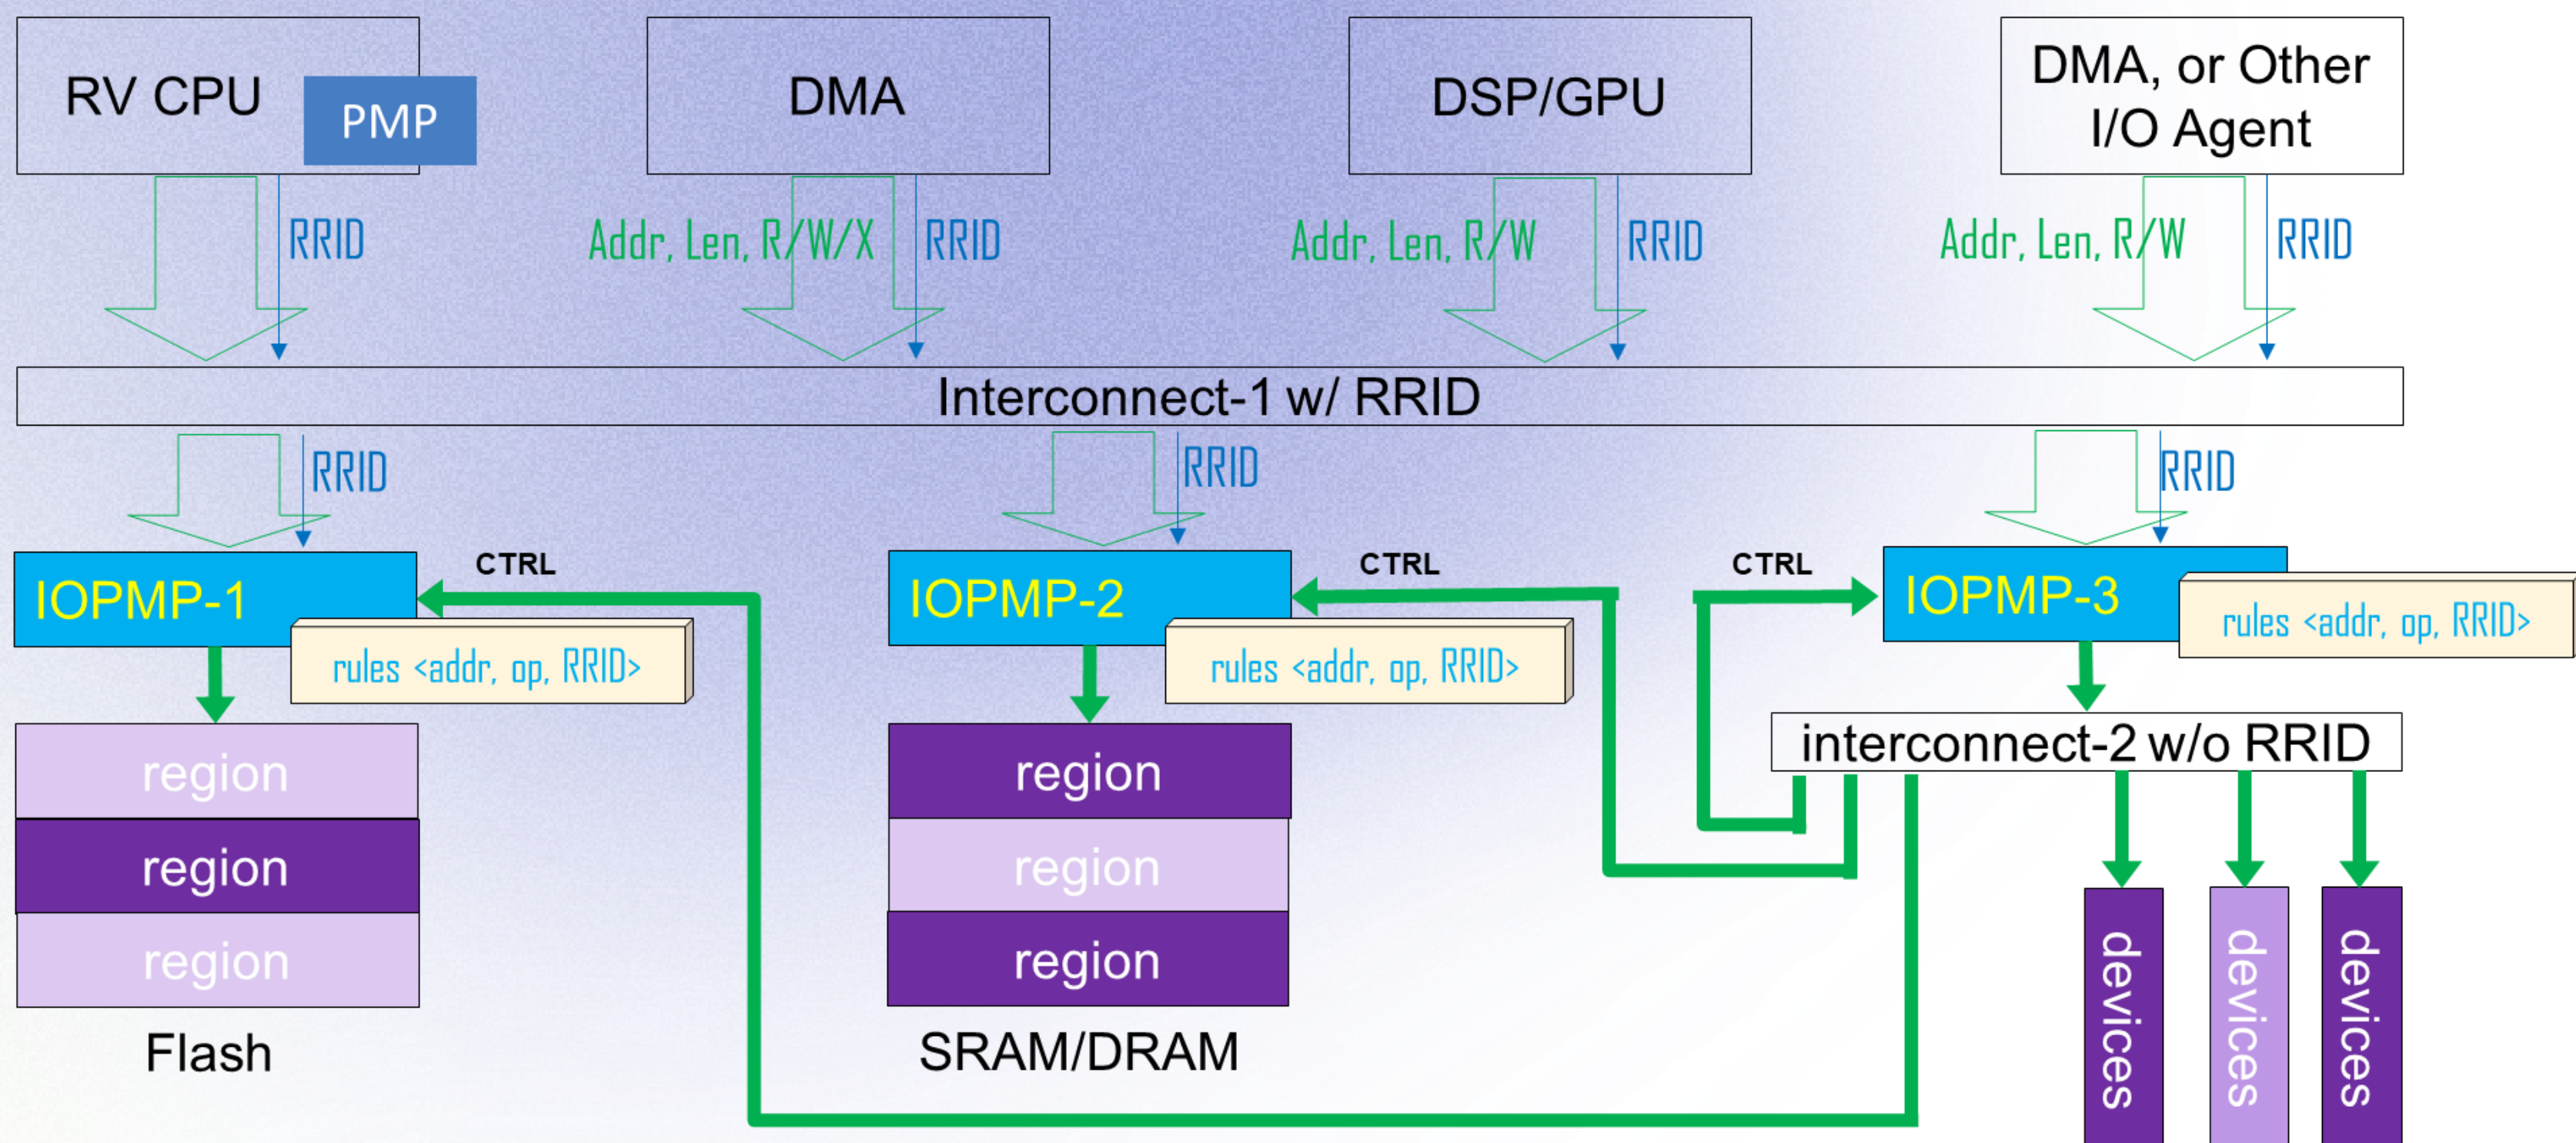 RV CPU
PMP
DMA
DSP/GPU
DMA, or Other
I/O Agent
RRID
Addr, Len, R/W/X
RRID
Addr, Len, R/W
RRID
Addr, Len, R/W
RRID
Interconnect-1 w/ RRID
RRID
RRID
RRID
IOPMP-1
CTRL
rules <addr, op, RRID>
IOPMP-2
CTRL
rules <addr, op, RRID>
CTRL
IOPMP-3
rules <addr, op, RRID>
interconnect-2 w/o RRID
region
region
region
Flash
region
region
region
SRAM/DRAM
devices
devices
devices